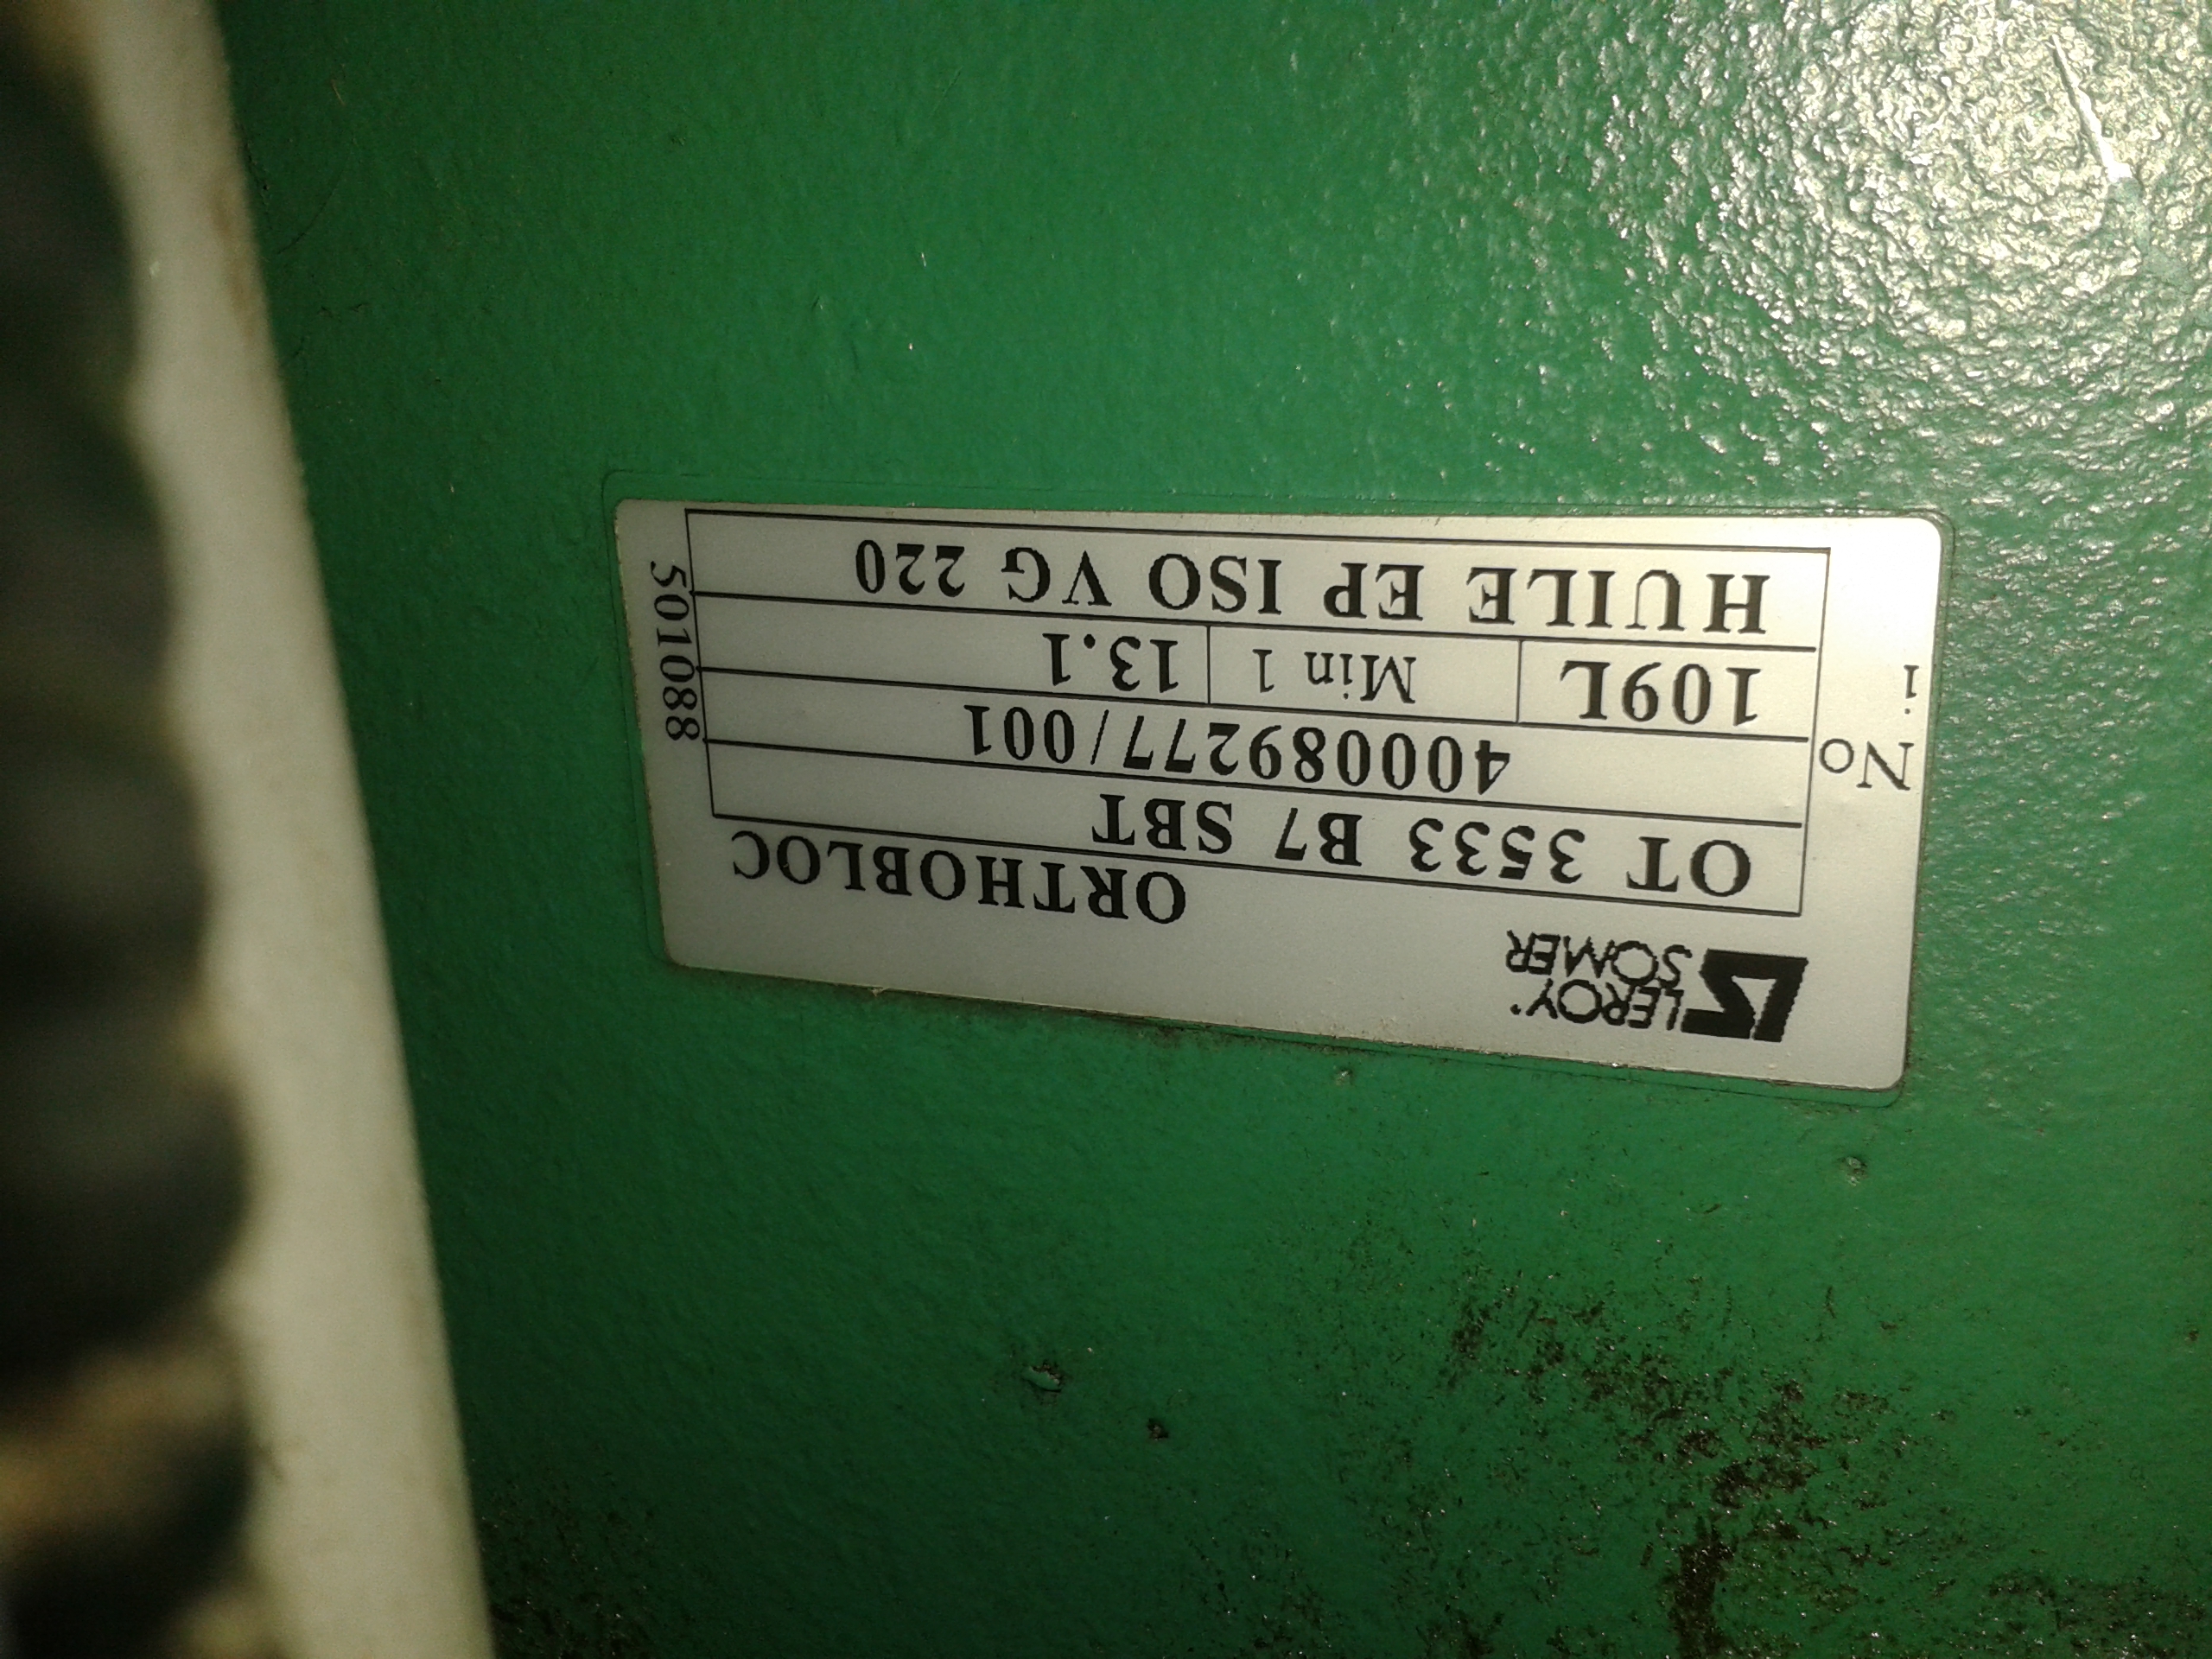 LEROY
SOMER
ORTHOBLOC
OT 3533 B7 SBT
No 40089277/001
i 109L Min 1 13.1
HUILE EP ISO VG 220
501088